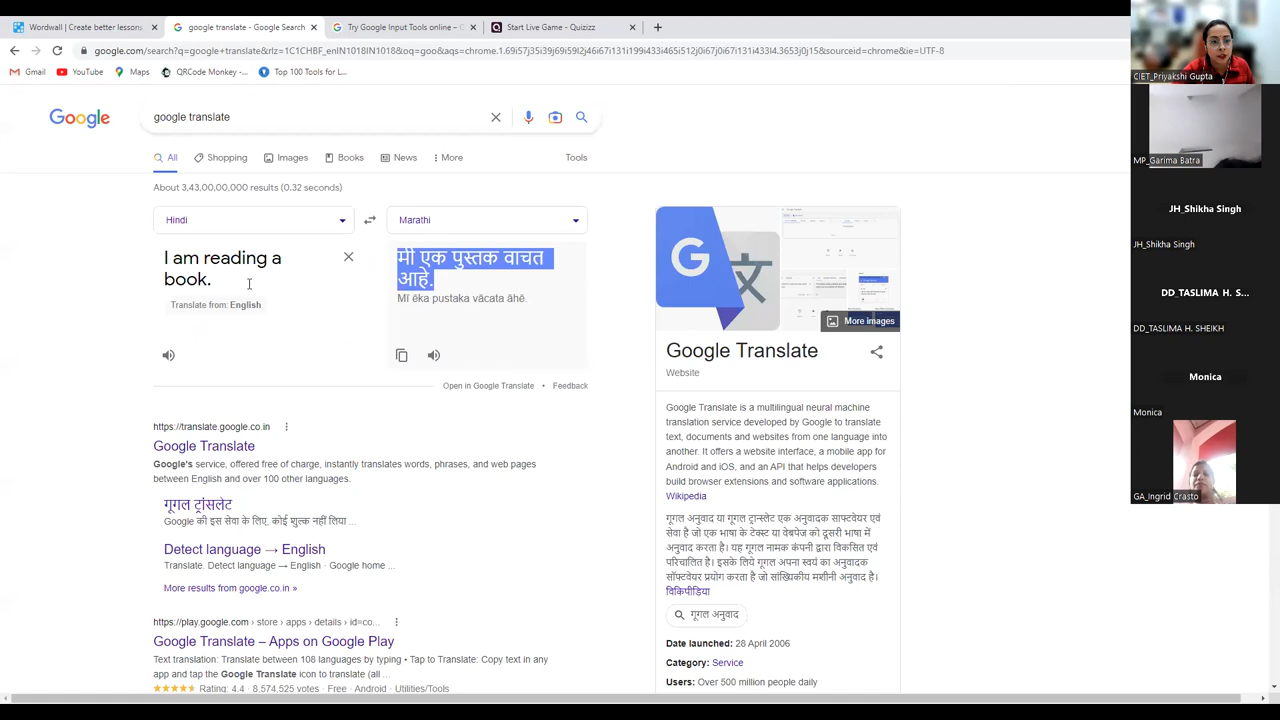 Wordwall | Create better lessons
google translate - Google Search
Try Google Input Tools online –
Start Live Game - Quizizz
google.com/search?q=google+translate&rlz=1C1CHBF_enIN1018IN1018&oq=goo&aqs=chrome.1.69i57j35i39j69i59l2j46i67i131i199i433i465i512j0i67j0i67i131i433l4.3653j0j15&sourceid=chrome&ie=UTF-8
Gmail
YouTube
Maps
QRCode Monkey -...
Top 100 Tools for L...
Google
google translate
All
Shopping
Images
Books
News
More
Tools
About 3,43,00,00,000 results (0.32 seconds)
Hindi
Marathi
I am reading a
book.
Translate from: English
मी एक पुस्तक वाचत
आहे.
Mī ēka pustaka vācata āhē.
Open in Google Translate • Feedback
https://translate.google.co.in
Google Translate
Google's service, offered free of charge, instantly translates words, phrases, and web pages
between English and over 100 other languages.
गूगल ट्रांसलेट
Google की इस सेवा के लिए, कोई शुल्क नहीं लिया ...
Detect language → English
Translate. Detect language → English · Google home ...
More results from google.co.in »
https://play.google.com › store › apps › details › id=co...
Google Translate – Apps on Google Play
Text translation: Translate between 108 languages by typing • Tap to Translate: Copy text in any
app and tap the Google Translate icon to translate (all ...
Rating: 4.4 · 8,574,525 votes · Free · Android · Utilities/Tools
G
文
More images
Google Translate
Website
Google Translate is a multilingual neural machine
translation service developed by Google to translate
text, documents and websites from one language into
another. It offers a website interface, a mobile app for
Android and iOS, and an API that helps developers
build browser extensions and software applications.
Wikipedia
गूगल अनुवाद या गूगल ट्रान्स्लेट एक अनुवादक साफ्टवेयर एवं
सेवा है जो एक भाषा के टेक्स्ट या वेबपेज को दूसरी भाषा में
अनुवाद करता है। यह गूगल नामक कंपनी द्वारा विकसित एवं
परिचालित है। इसके लिये गूगल अपना स्वयं का अनुवादक
सॉफ्टवेयर प्रयोग करता है जो सांख्यिकीय मशीनी अनुवाद है।
विकिपीडिया
गूगल अनुवाद
Date launched: 28 April 2006
Category: Service
Users: Over 500 million people daily
CIET_Priyakshi Gupta
MP_Garima Batra
JH_Shikha Singh
JH_Shikha Singh
DD_TASLIMA H. S...
DD_TASLIMA H. SHEIKH
Monica
Monica
GA_Ingrid Crasto